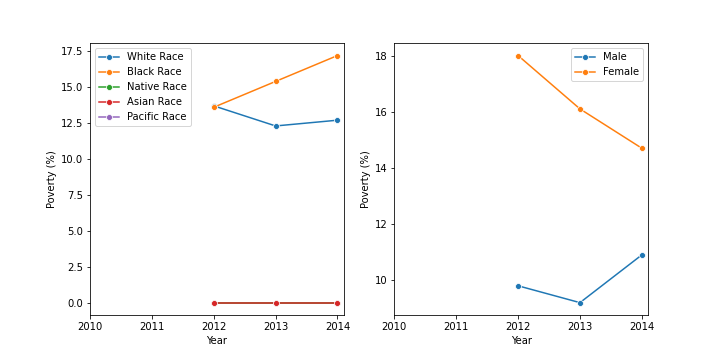 17.5
15.0
12.5
10.0
7.5
5.0
2.5
0.0
Poverty (%)
White Race
Black Race
Native Race
Asian Race
Pacific Race
2010 2011 2012 2013 2014
Year
18
16
14
12
10
Poverty (%)
Male
Female
2010 2011 2012 2013 2014
Year